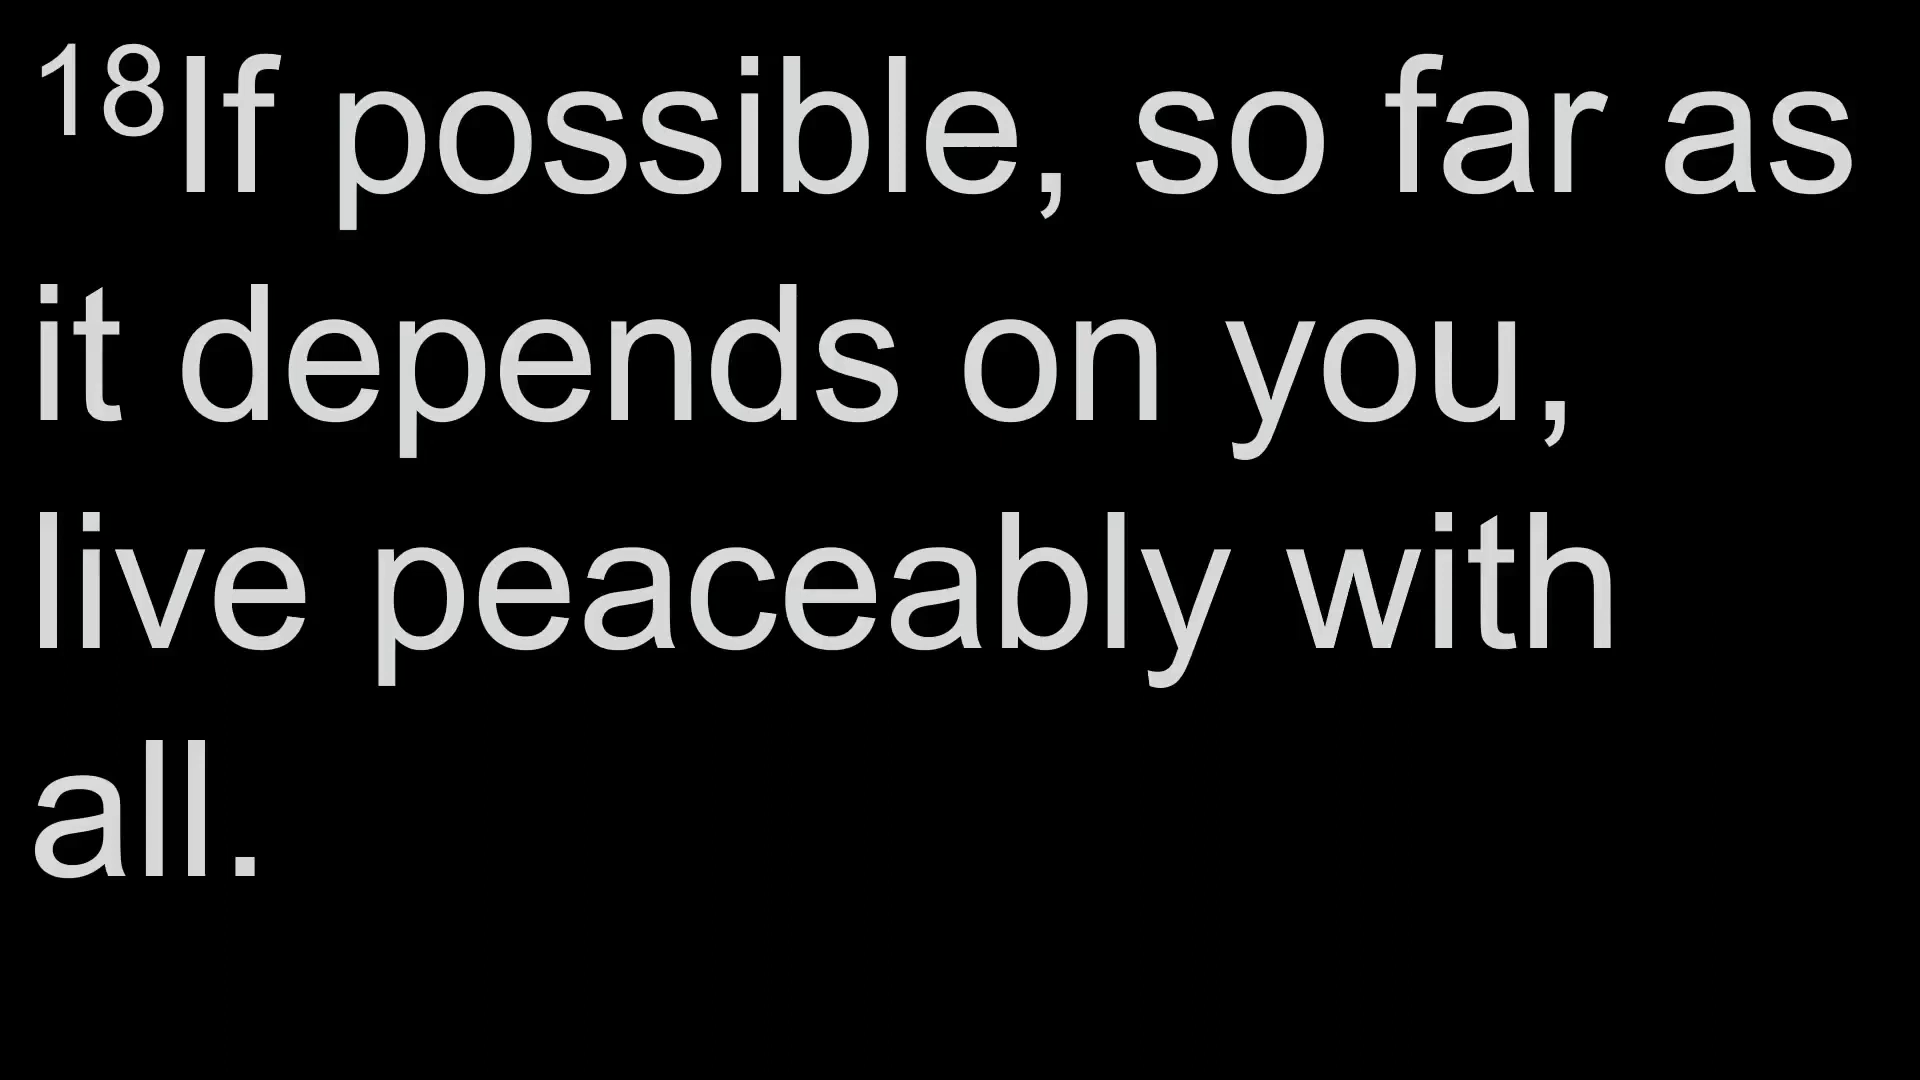 18If possible, so far as
it depends on you,
live peaceably with
all.